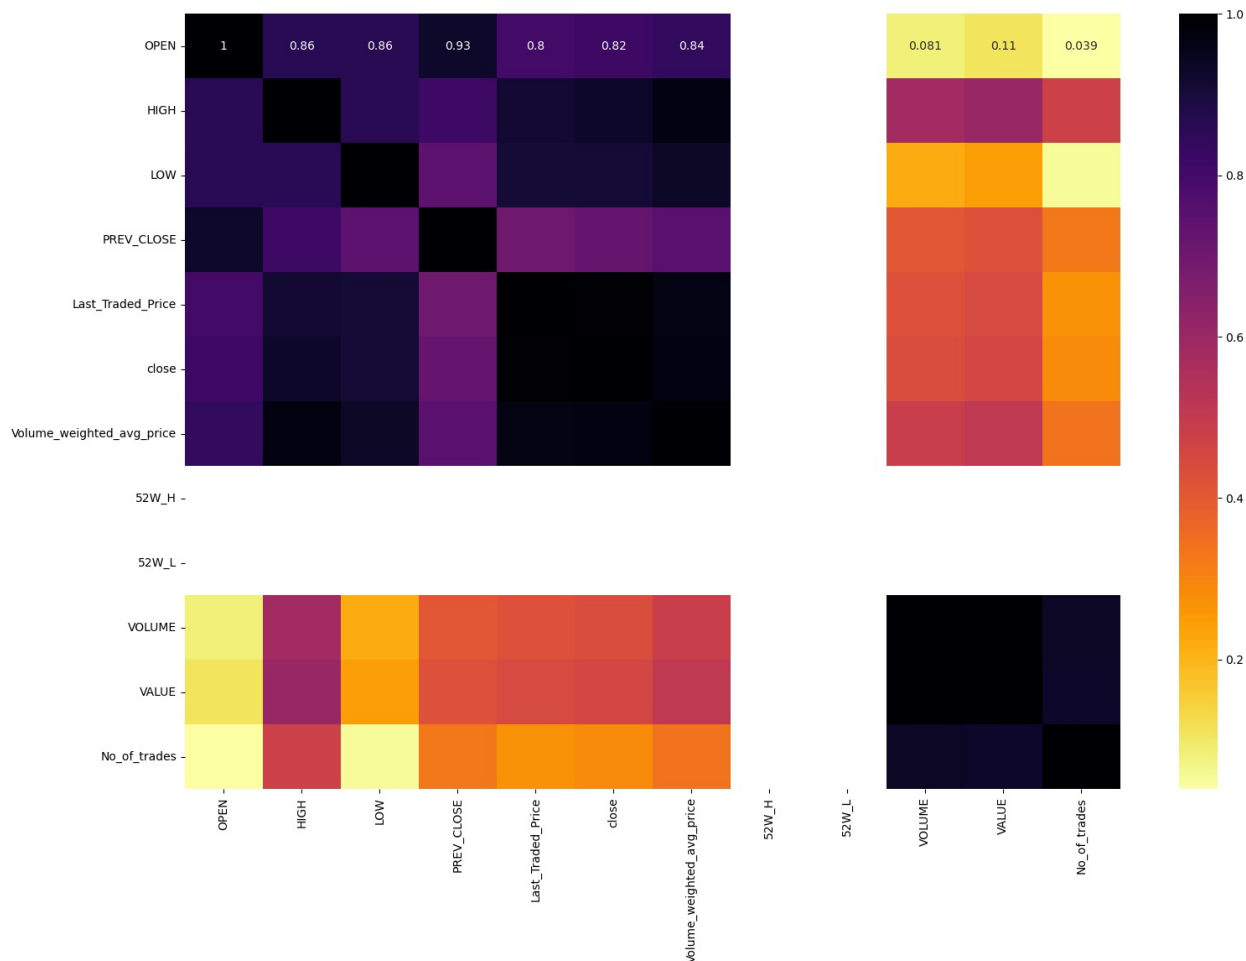 OPEN 1 0.86 0.86 0.93 0.8 0.82 0.84 0.081 0.11 0.039
HIGH
LOW
PREV_CLOSE
Last_Traded_Price
close
Volume_weighted_avg_price
52W_H
52W_L
VOLUME
VALUE
No_of_trades
OPEN
HIGH
LOW
PREV_CLOSE
Last_Traded_Price
close
Volume_weighted_avg_price
52W_H
52W_L
VOLUME
VALUE
No_of_trades
1.0
0.8
0.6
0.4
0.2